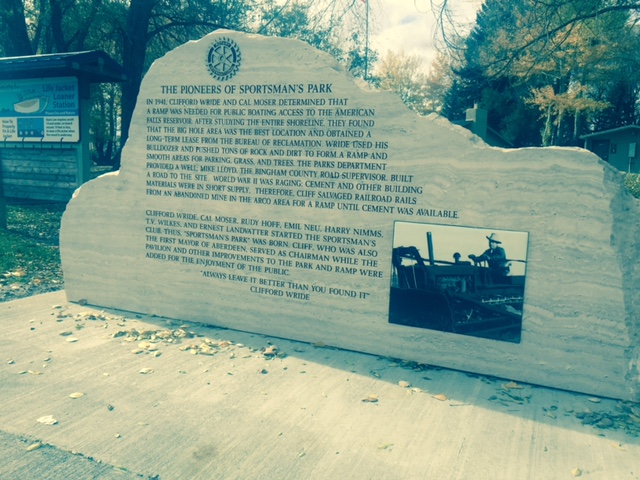 Life Jacket
Loaner
Station
THE PIONEERS OF SPORTSMAN'S PARK
IN 1941, CLIFFORD WRIDE AND CAL MOSER DETERMINED THAT
A RAMP WAS NEEDED FOR PUBLIC BOATING ACCESS TO THE AMERICAN
FALLS RESERVOIR. AFTER STUDYING THE ENTIRE SHORELINE, THEY FOUND
THAT THE BIG HOLE AREA WAS THE BEST LOCATION AND OBTAINED A
LONG-TERM LEASE FROM THE BUREAU OF RECLAMATION. WRIDE USED HIS
BULLDOZER AND PUSHED TONS OF ROCK AND DIRT TO FORM A RAMP AND
SMOOTH AREAS FOR PARKING, GRASS, AND TREES. THE PARKS DEPARTMENT
PROVIDED A WELL; MIKE LLOYD, THE BINGHAM COUNTY ROAD SUPERVISOR, BUILT
A ROAD TO THE SITE. WORLD WAR II WAS RAGING; CEMENT AND OTHER BUILDING
MATERIALS WERE IN SHORT SUPPLY. THEREFORE, CLIFF SALVAGED RAILROAD RAILS
FROM AN ABANDONED MINE IN THE ARCO AREA FOR A RAMP UNTIL CEMENT WAS AVAILABLE.
CLIFFORD WRIDE, CAL MOSER, RUDY HOFF, EMIL NEU, HARRY NIMMS,
T.V. WILKES, AND ERNEST LANDVATTER STARTED THE SPORTSMAN'S
CLUB. THUS, "SPORTSMAN'S PARK" WAS BORN. CLIFF, WHO WAS ALSO
THE FIRST MAYOR OF ABERDEEN, SERVED AS CHAIRMAN WHILE THE
PAVILION AND OTHER IMPROVEMENTS TO THE PARK AND RAMP WERE
ADDED FOR THE ENJOYMENT OF THE PUBLIC.
"ALWAYS LEAVE IT BETTER THAN YOU FOUND IT"
CLIFFORD WRIDE